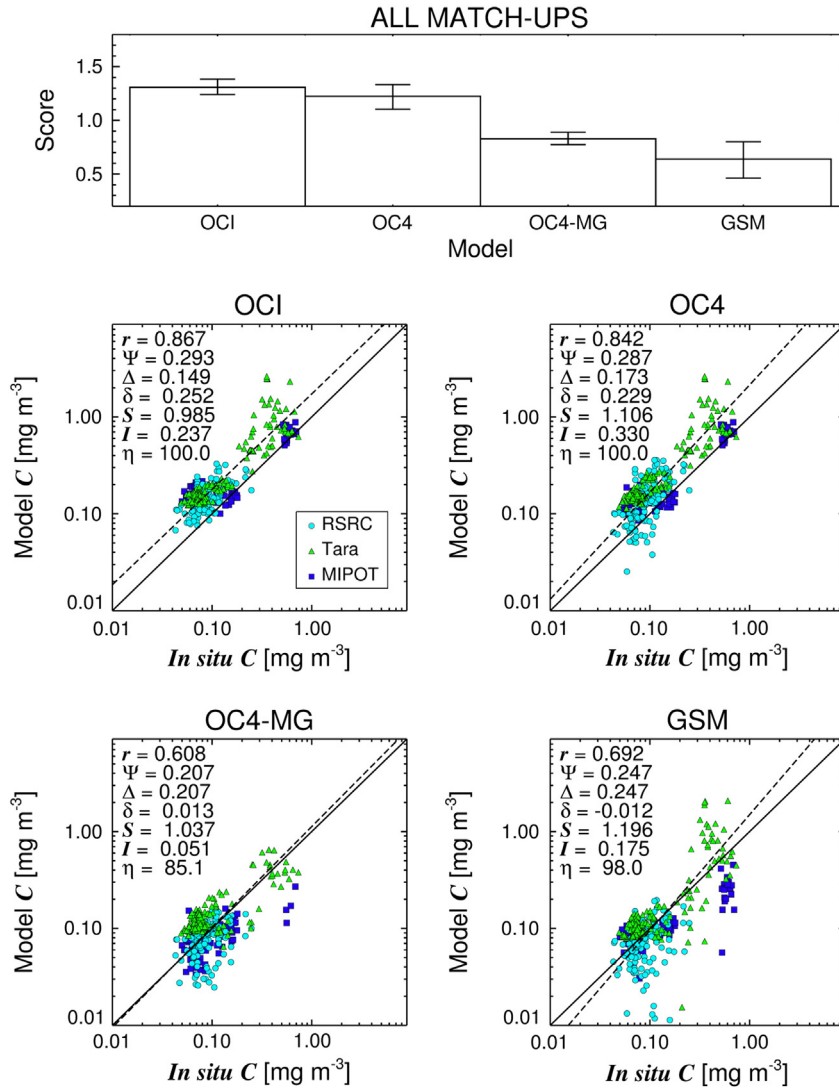 ALL MATCH-UPS
1.5
1.0
0.5
Score
OCI OC4 OC4-MG GSM
Model
OCI
r = 0.867
Ψ = 0.293
Δ = 0.149
δ = 0.252
S = 0.985
I = 0.237
η = 100.0
1.00
0.10
0.01
Model C [mg m-3]
RSRC
Tara
MIPOT
0.01 0.10 1.00
In situ C [mg m-3]
OC4
r = 0.842
Ψ = 0.287
Δ = 0.173
δ = 0.229
S = 1.106
I = 0.330
η = 100.0
1.00
0.10
0.01
Model C [mg m-3]
0.01 0.10 1.00
In situ C [mg m-3]
OC4-MG
r = 0.608
Ψ = 0.207
Δ = 0.207
δ = 0.013
S = 1.037
I = 0.051
η = 85.1
1.00
0.10
0.01
Model C [mg m-3]
0.01 0.10 1.00
In situ C [mg m-3]
GSM
r = 0.692
Ψ = 0.247
Δ = 0.247
δ = -0.012
S = 1.196
I = 0.175
η = 98.0
1.00
0.10
0.01
Model C [mg m-3]
0.01 0.10 1.00
In situ C [mg m-3]